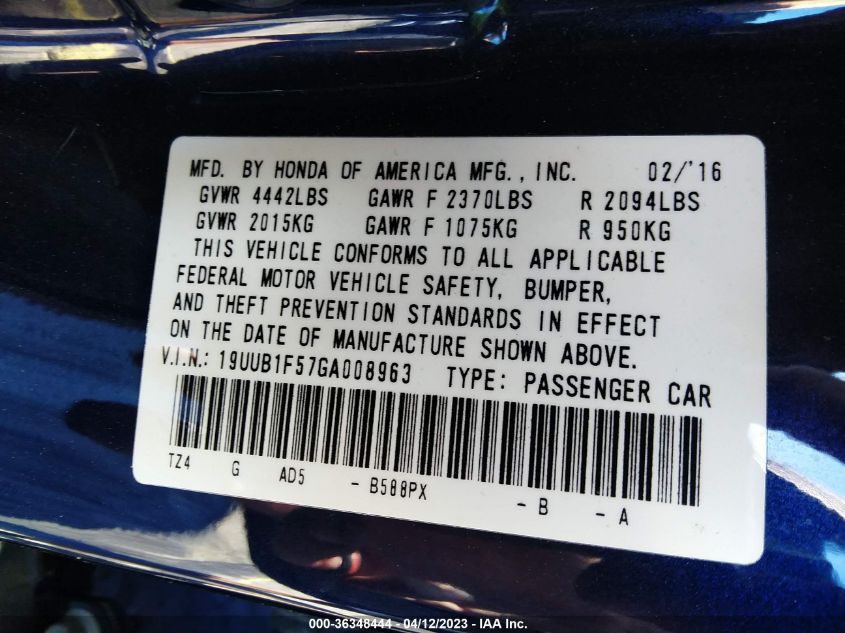 MFD. BY HONDA OF AMERICA MFG., INC. 02/'16
GVWR 4442LBS GAWR F 2370LBS R 2094LBS
GVWR 2015KG GAWR F 1075KG R 950KG
THIS VEHICLE CONFORMS TO ALL APPLICABLE
FEDERAL MOTOR VEHICLE SAFETY, BUMPER,
AND THEFT PREVENTION STANDARDS IN EFFECT
ON THE DATE OF MANUFACTURE SHOWN ABOVE.
V.I.N.: 19UUB1F57GA008963 TYPE: PASSENGER CAR
TZ4 G AD5 - B588PX - B - A
000-36348444 - 04/12/2023 - IAA Inc.